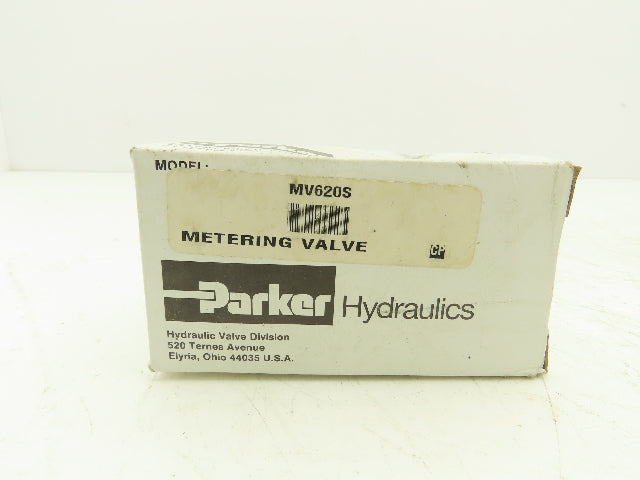 MODEL:
MV620S
METERING VALVE
CP
Parker Hydraulics
Hydraulic Valve Division
520 Ternes Avenue
Elyria, Ohio 44035 U.S.A.